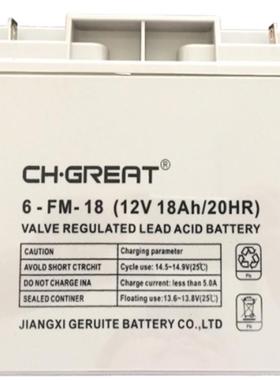 CH·GREAT®
6-FM-18 (12V 18Ah/20HR)
VALVE REGULATED LEAD ACID BATTERY
CAUTION Charging parameter
AVOLD SHORT CTRCHIT Cycle use: 14.5~14.9V(25℃)
DO NOT CHARGE INA Charge current: less than 5.0A
SEALED CONTINER Floating use: 13.6~13.8V(25℃)
Pb
Pb
JIANGXI GERUITE BATTERY CO.,LTD